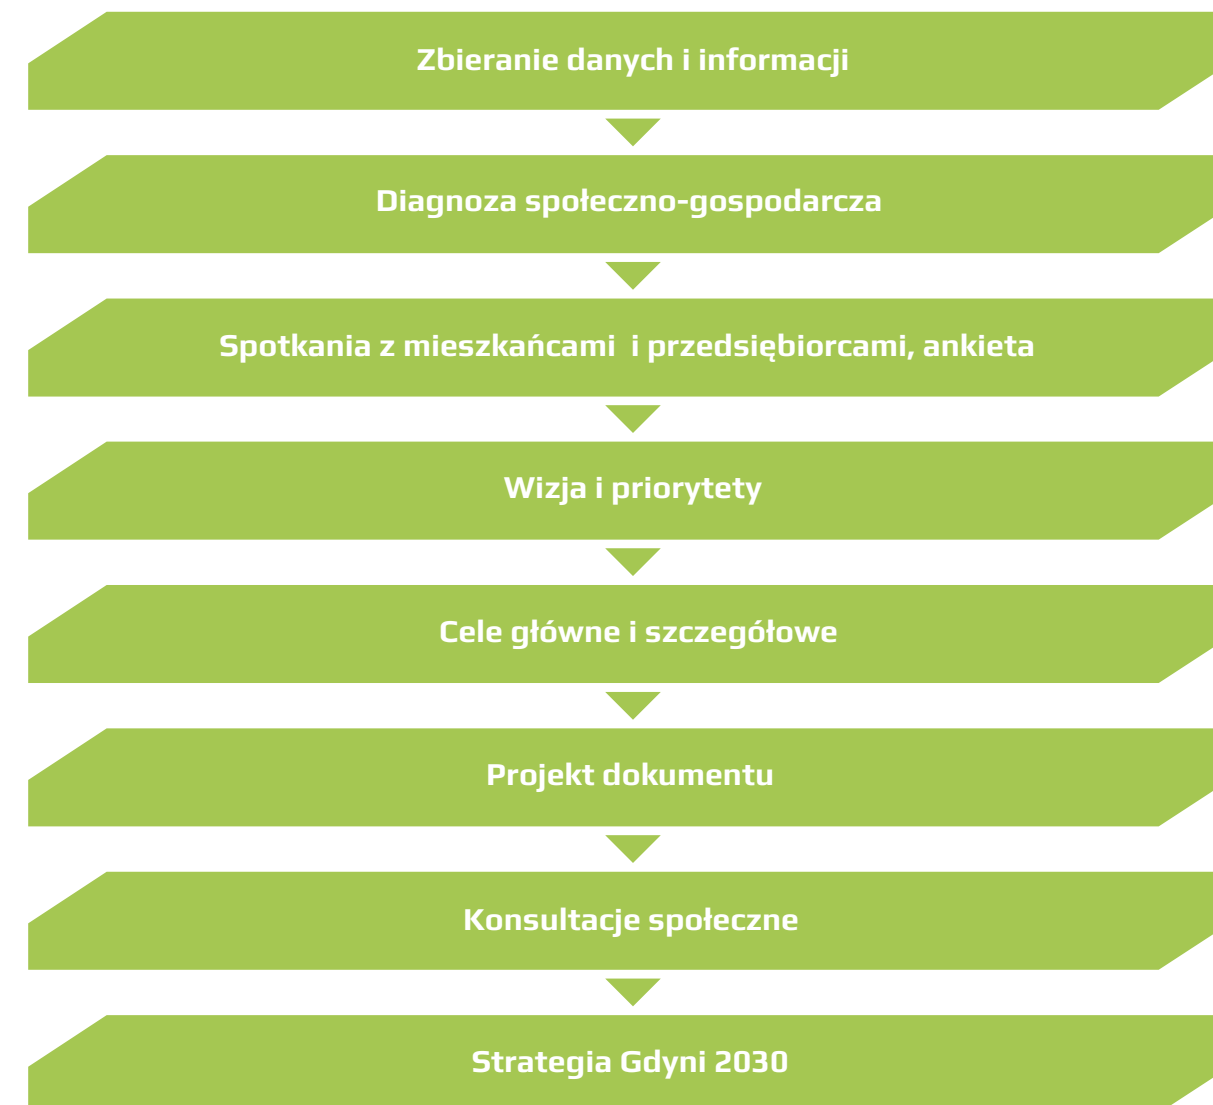 Zbieranie danych i informacji
Diagnoza społeczno-gospodarcza
Spotkania z mieszkańcami i przedsiębiorcami, ankieta
Wizja i priorytety
Cele główne i szczegółowe
Projekt dokumentu
Konsultacje społeczne
Strategia Gdyni 2030